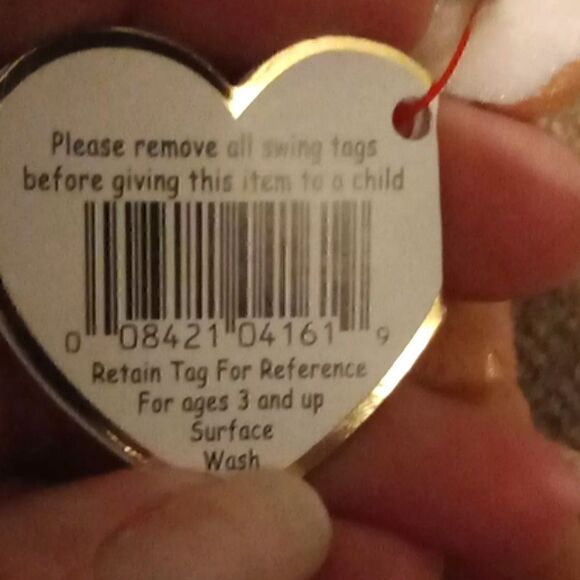 Please remove all swing tags
before giving this item to a child
0 08421 04161 9
Retain Tag For Reference
For ages 3 and up
Surface
Wash